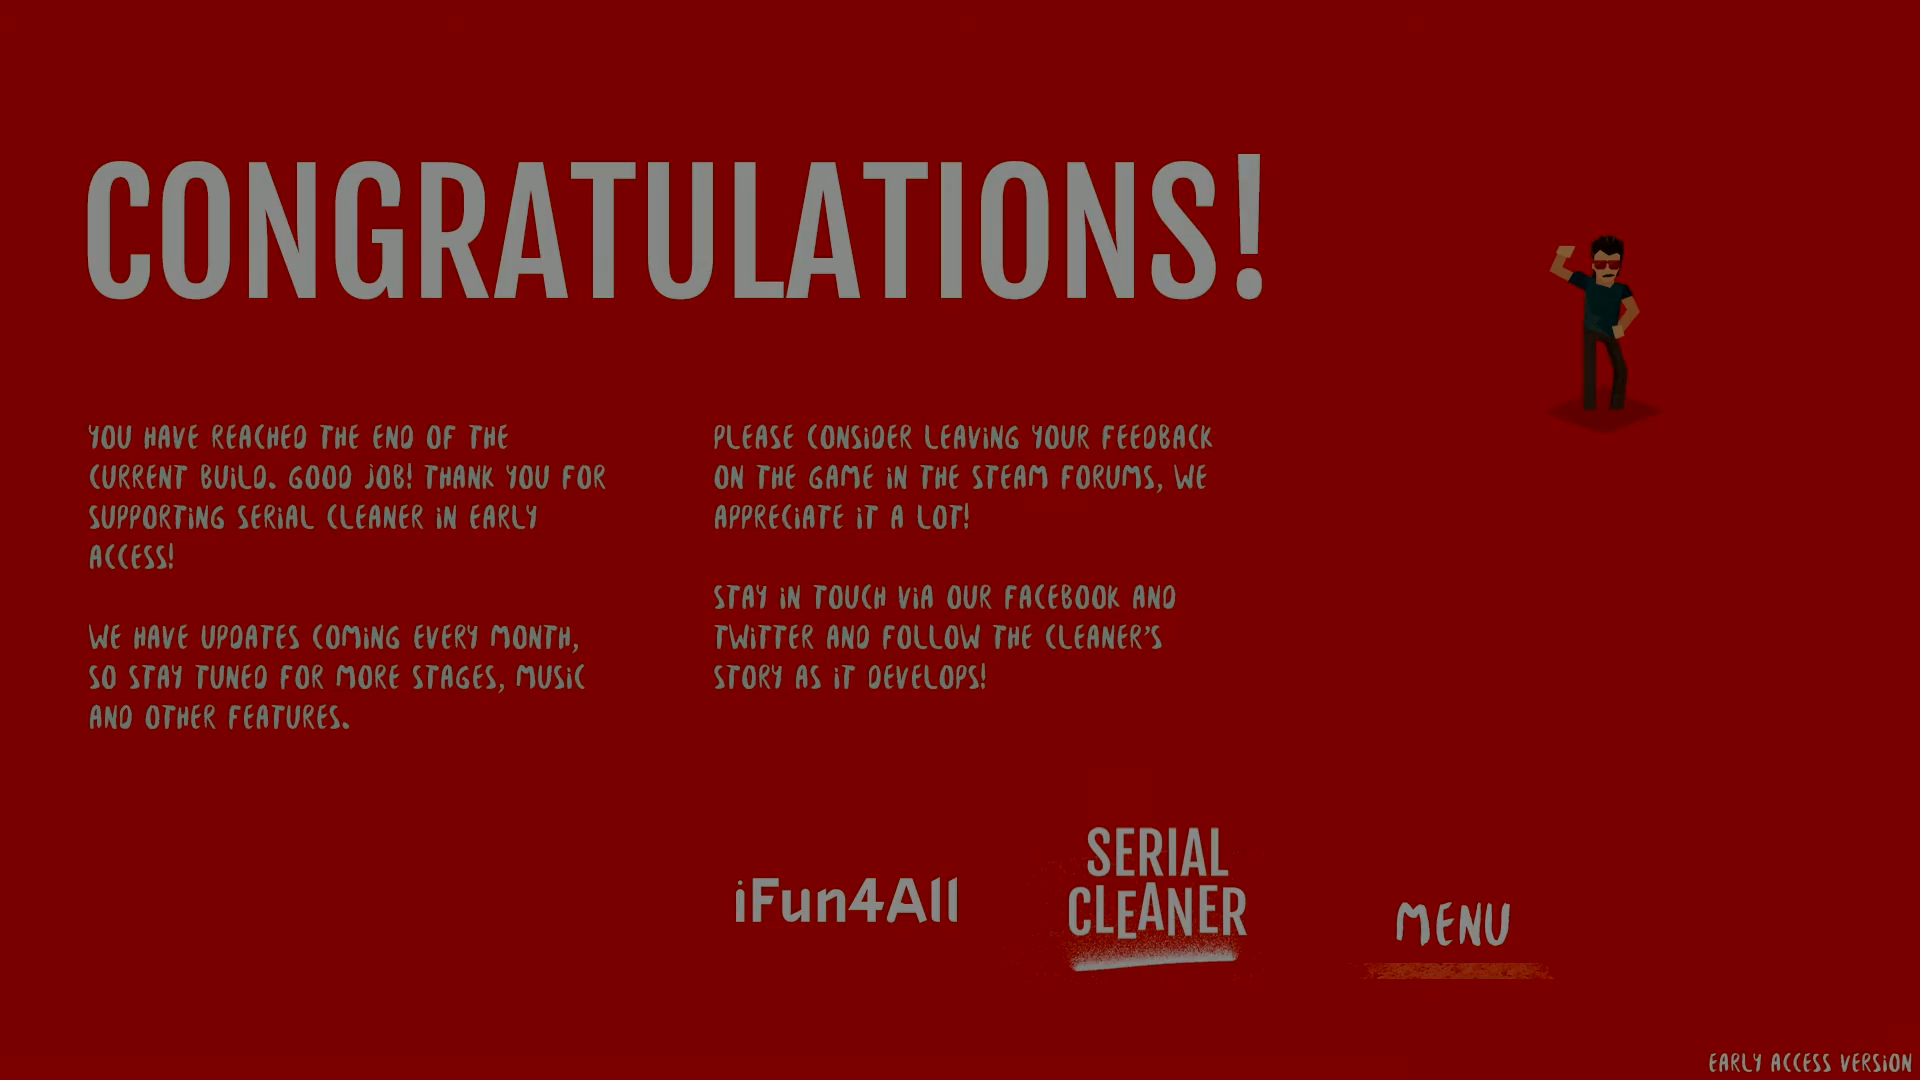 CONGRATULATIONS!
YOU HAVE REACHED THE END OF THE
CURRENT BUILD. GOOD JOB! THANK YOU FOR
SUPPORTING SERIAL CLEANER IN EARLY
ACCESS!
WE HAVE UPDATES COMING EVERY MONTH,
SO STAY TUNED FOR MORE STAGES, MUSIC
AND OTHER FEATURES.
PLEASE CONSIDER LEAVING YOUR FEEDBACK
ON THE GAME IN THE STEAM FORUMS, WE
APPRECIATE IT A LOT!
STAY IN TOUCH VIA OUR FACEBOOK AND
TWITTER AND FOLLOW THE CLEANER'S
STORY AS IT DEVELOPS!
iFun4All
SERIAL
CLEANER
MENU
EARLY ACCESS VERSION